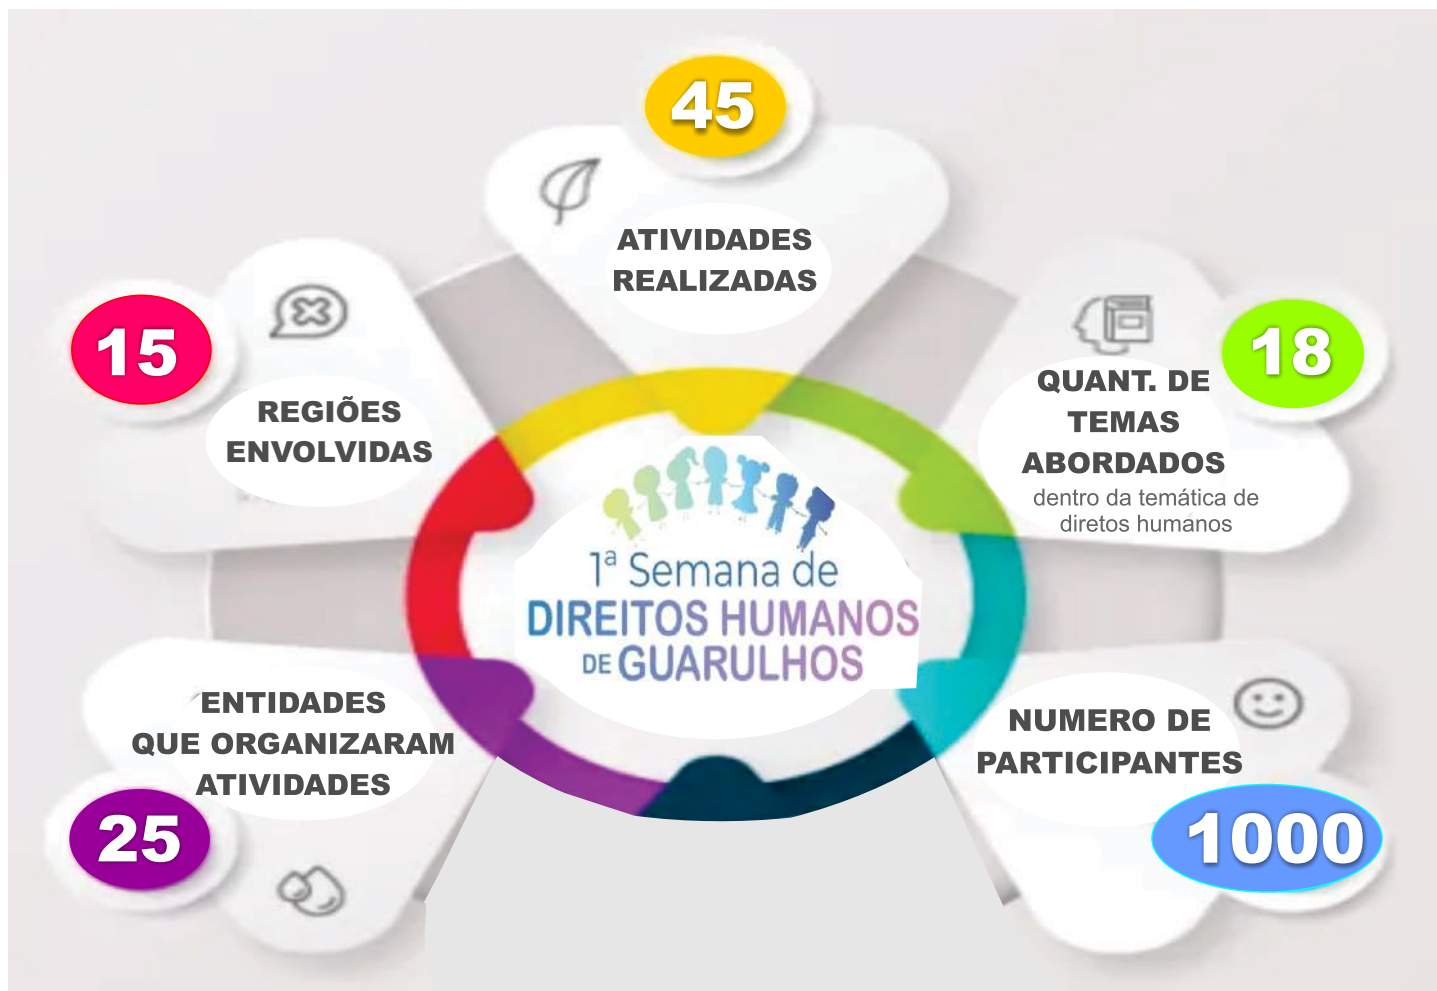 45
ATIVIDADES
REALIZADAS
15
REGIÕES
ENVOLVIDAS
18
QUANT. DE
TEMAS
ABORDADOS
dentro da temática de
diretos humanos
1ª Semana de
DIREITOS HUMANOS
DE GUARULHOS
ENTIDADES
QUE ORGANIZARAM
ATIVIDADES
25
NUMERO DE
PARTICIPANTES
1000